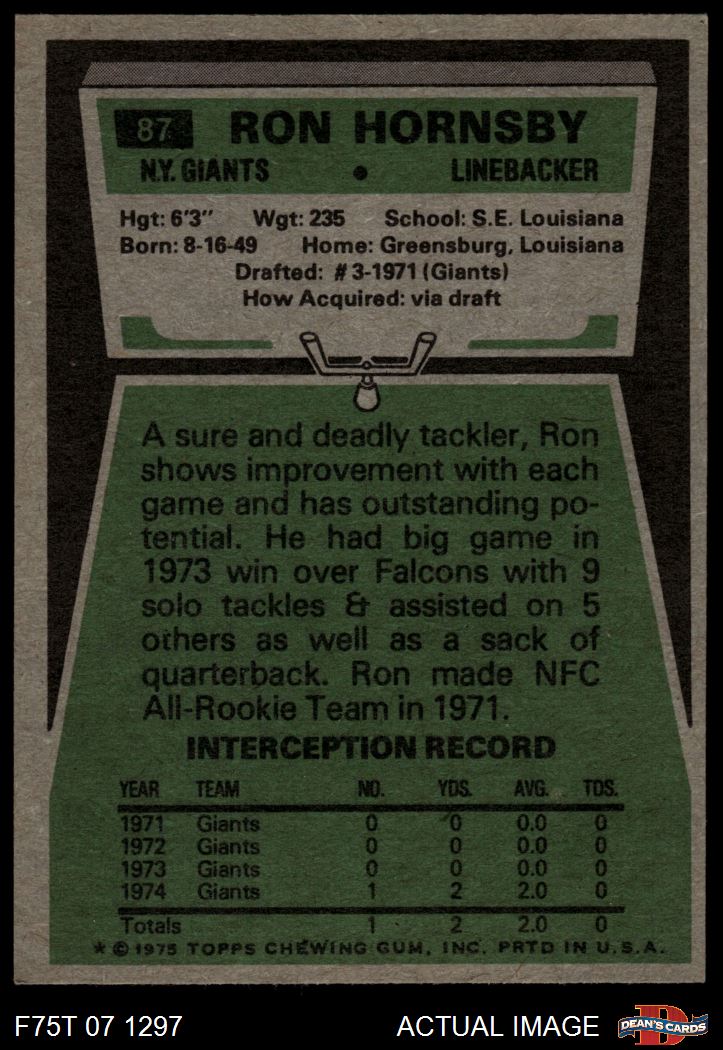 87 RON HORNSBY
N.Y. GIANTS • LINEBACKER
Hgt: 6'3" Wgt: 235 School: S.E. Louisiana
Born: 8-16-49 Home: Greensburg, Louisiana
Drafted: #3-1971 (Giants)
How Acquired: via draft
A sure and deadly tackler, Ron
shows improvement with each
game and has outstanding po-
tential. He had big game in
1973 win over Falcons with 9
solo tackles & assisted on 5
others as well as a sack of
quarterback. Ron made NFC
All-Rookie Team in 1971.
INTERCEPTION RECORD
YEAR TEAM NO. YDS. AVG. TDS.
1971 Giants 0 0 0.0 0
1972 Giants 0 0 0.0 0
1973 Giants 0 0 0.0 0
1974 Giants 1 2 2.0 0
Totals 1 2 2.0 0
* © 1975 TOPPS CHEWING GUM, INC. PRTD IN U.S.A.
F75T 07 1297 ACTUAL IMAGE
D
DEAN'S CARDS